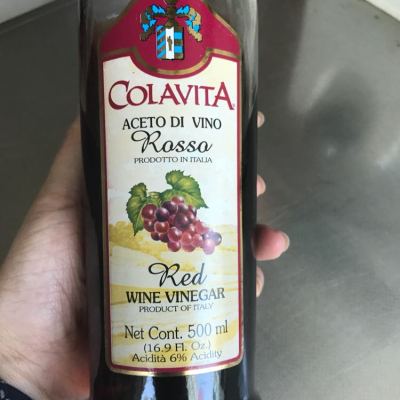 COLAVITA®
ACETO DI VINO
Rosso
PRODOTTO IN ITALIA
Red
WINE VINEGAR
PRODUCT OF ITALY
Net Cont. 500 ml
(16.9 Fl. Oz.)
Acidità 6% Acidity